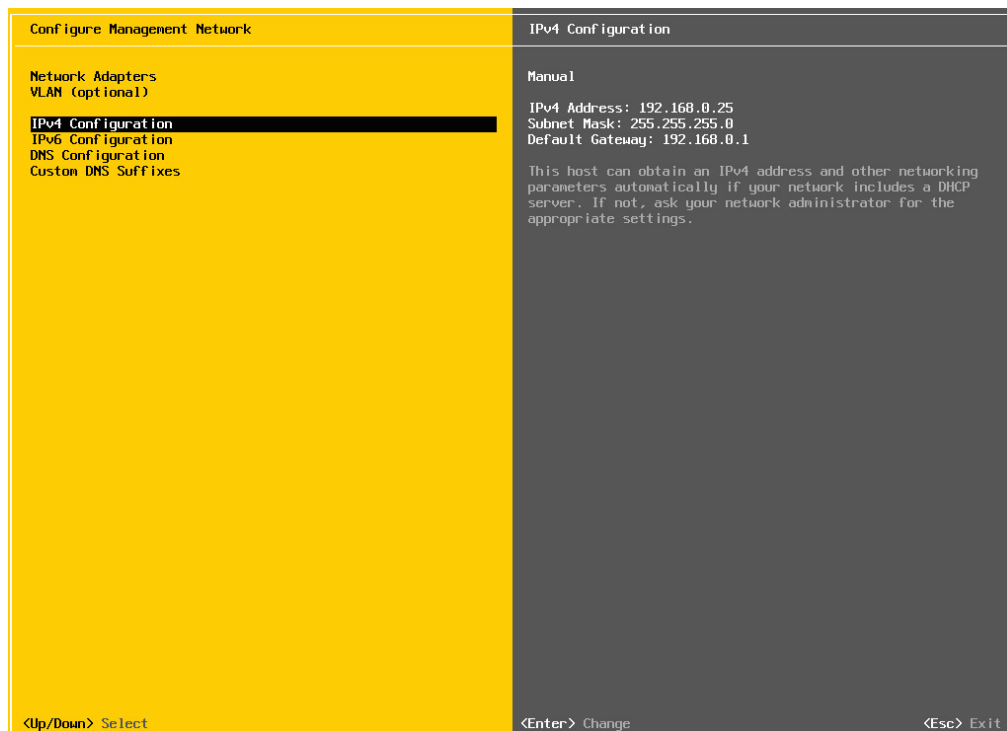 Configure Management Network
Network Adapters
VLAN (optional)
IPv4 Configuration
IPv6 Configuration
DNS Configuration
Custom DNS Suffixes
<Up/Down> Select
IPv4 Configuration
Manual
IPv4 Address: 192.168.0.25
Subnet Mask: 255.255.255.0
Default Gateway: 192.168.0.1
This host can obtain an IPv4 address and other networking
parameters automatically if your network includes a DHCP
server. If not, ask your network administrator for the
appropriate settings.
<Enter> Change
<Esc> Exit